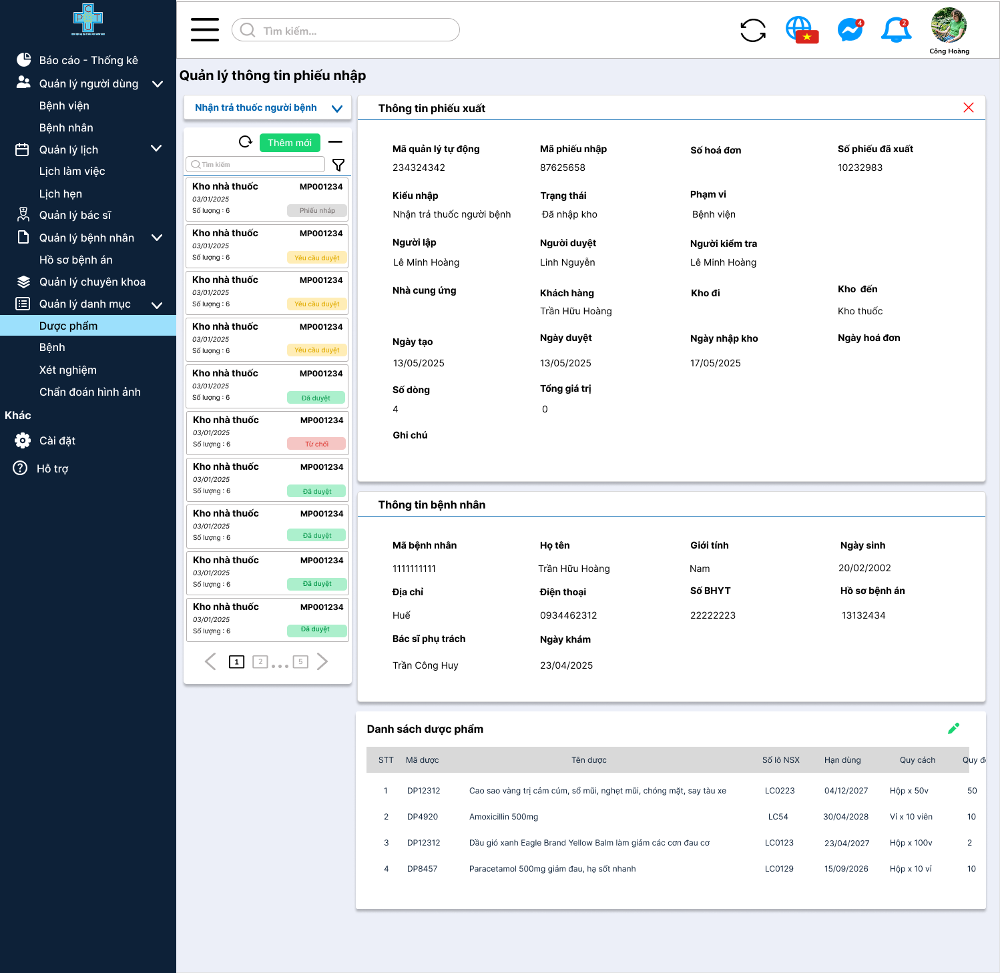 PCTU
Báo cáo - Thống kê
Quản lý người dùng
Bệnh viện
Bệnh nhân
Quản lý lịch
Lịch làm việc
Lịch hẹn
Quản lý bác sĩ
Quản lý bệnh nhân
Hồ sơ bệnh án
Quản lý chuyên khoa
Quản lý danh mục
Dược phẩm
Bệnh
Xét nghiệm
Chẩn đoán hình ảnh
Khác
Cài đặt
Hỗ trợ
Tìm kiếm...
4
2
Công Hoàng
Quản lý thông tin phiếu nhập
Nhận trả thuốc người bệnh
Thêm mới
Tìm kiếm
Kho nhà thuốc MP001234
03/01/2025
Số lượng : 6 Phiếu nháp
Kho nhà thuốc MP001234
03/01/2025
Số lượng : 6 Yêu cầu duyệt
Kho nhà thuốc MP001234
03/01/2025
Số lượng : 6 Yêu cầu duyệt
Kho nhà thuốc MP001234
03/01/2025
Số lượng : 6 Yêu cầu duyệt
Kho nhà thuốc MP001234
03/01/2025
Số lượng : 6 Đã duyệt
Kho nhà thuốc MP001234
03/01/2025
Số lượng : 6 Từ chối
Kho nhà thuốc MP001234
03/01/2025
Số lượng : 6 Đã duyệt
Kho nhà thuốc MP001234
03/01/2025
Số lượng : 6 Đã duyệt
Kho nhà thuốc MP001234
03/01/2025
Số lượng : 6 Đã duyệt
Kho nhà thuốc MP001234
03/01/2025
Số lượng : 6 Đã duyệt
1 2 ... 5
Thông tin phiếu xuất
Mã quản lý tự động Mã phiếu nhập Số hoá đơn Số phiếu đã xuất
234324342 87625658 10232983
Kiểu nhập Trạng thái Phạm vi
Nhận trả thuốc người bệnh Đã nhập kho Bệnh viện
Người lập Người duyệt Người kiểm tra
Lê Minh Hoàng Linh Nguyễn Lê Minh Hoàng
Nhà cung ứng Khách hàng Kho đi Kho đến
Trần Hữu Hoàng Kho thuốc
Ngày tạo Ngày duyệt Ngày nhập kho Ngày hoá đơn
13/05/2025 13/05/2025 17/05/2025
Số dòng Tổng giá trị
4 0
Ghi chú
Thông tin bệnh nhân
Mã bệnh nhân Họ tên Giới tính Ngày sinh
1111111111 Trần Hữu Hoàng Nam 20/02/2002
Địa chỉ Điện thoại Số BHYT Hồ sơ bệnh án
Huế 0934462312 22222223 13132434
Bác sĩ phụ trách Ngày khám
Trần Công Huy 23/04/2025
Danh sách dược phẩm
STT Mã dược Tên dược Số lô NSX Hạn dùng Quy cách Quy đ
1 DP12312 Cao sao vàng trị cảm cúm, sổ mũi, nghẹt mũi, chóng mặt, say tàu xe LC0223 04/12/2027 Hộp x 50v 50
2 DP4920 Amoxicillin 500mg LC54 30/04/2028 Vỉ x 10 viên 10
3 DP12312 Dầu gió xanh Eagle Brand Yellow Balm làm giảm các cơn đau cơ LC0123 23/04/2027 Hộp x 100v 2
4 DP8457 Paracetamol 500mg giảm đau, hạ sốt nhanh LC0129 15/09/2026 Hộp x 10 vỉ 10